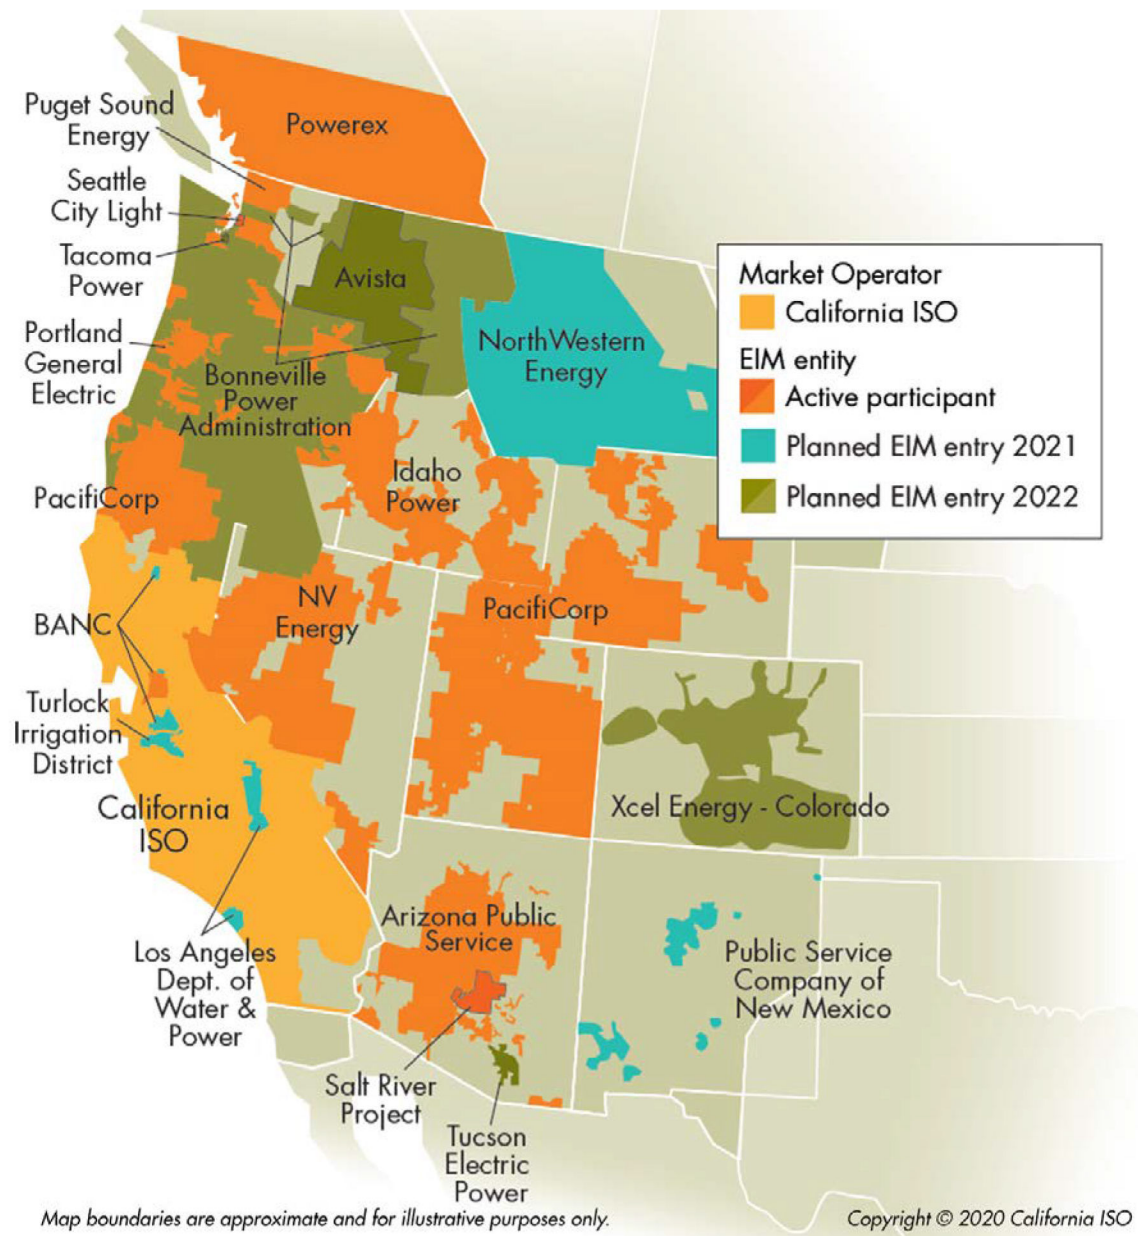 Puget Sound
Energy
Powerex
Seattle
City Light
Tacoma
Power
Avista
Portland
General
Electric
Bonneville
Power
Administration
NorthWestern
Energy
Market Operator
California ISO
EIM entity
Active participant
Planned EIM entry 2021
Planned EIM entry 2022
PacifiCorp
Idaho
Power
BANC
NV
Energy
PacifiCorp
Turlock
Irrigation
District
California
ISO
Xcel Energy - Colorado
Los Angeles
Dept. of
Water &
Power
Arizona Public
Service
Public Service
Company of
New Mexico
Salt River
Project
Tucson
Electric
Power
Map boundaries are approximate and for illustrative purposes only.
Copyright © 2020 California ISO